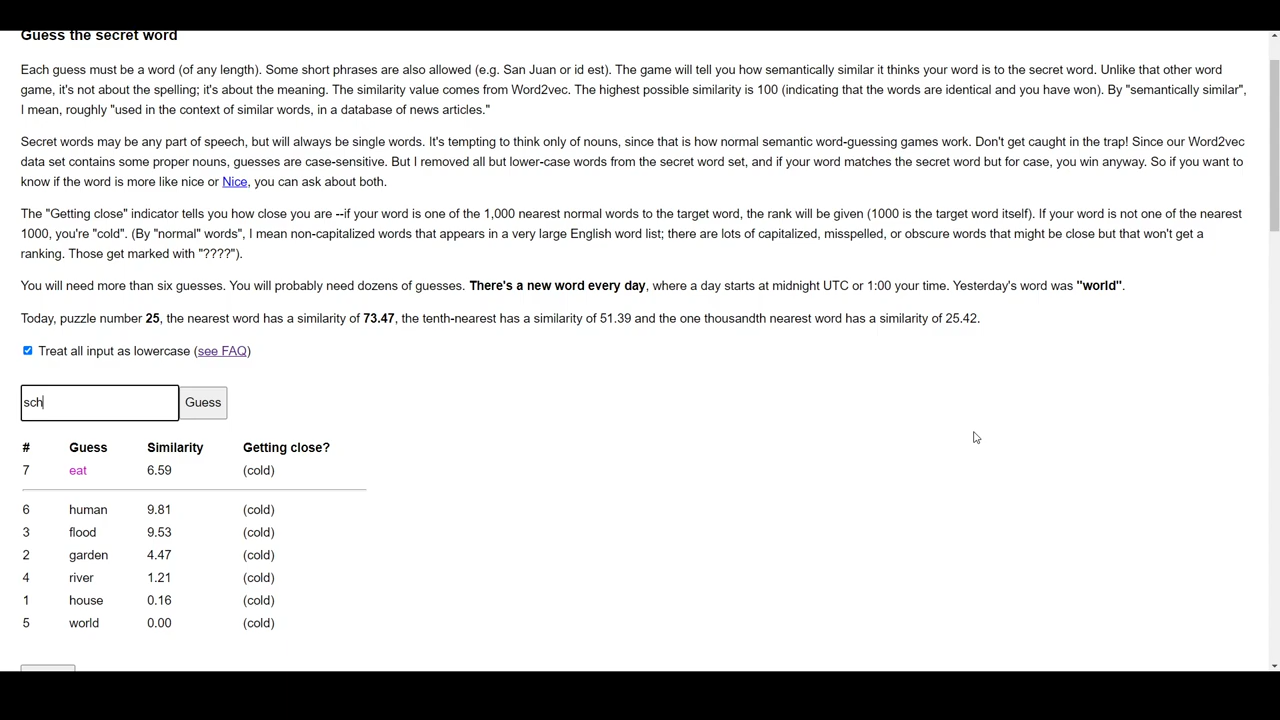 Guess the secret word
Each guess must be a word (of any length). Some short phrases are also allowed (e.g. San Juan or id est). The game will tell you how semantically similar it thinks your word is to the secret word. Unlike that other word
game, it's not about the spelling; it's about the meaning. The similarity value comes from Word2vec. The highest possible similarity is 100 (indicating that the words are identical and you have won). By "semantically similar",
I mean, roughly "used in the context of similar words, in a database of news articles."
Secret words may be any part of speech, but will always be single words. It's tempting to think only of nouns, since that is how normal semantic word-guessing games work. Don't get caught in the trap! Since our Word2vec
data set contains some proper nouns, guesses are case-sensitive. But I removed all but lower-case words from the secret word set, and if your word matches the secret word but for case, you win anyway. So if you want to
know if the word is more like nice or Nice, you can ask about both.
The "Getting close" indicator tells you how close you are --if your word is one of the 1,000 nearest normal words to the target word, the rank will be given (1000 is the target word itself). If your word is not one of the nearest
1000, you're "cold". (By "normal" words", I mean non-capitalized words that appears in a very large English word list; there are lots of capitalized, misspelled, or obscure words that might be close but that won't get a
ranking. Those get marked with "????").
You will need more than six guesses. You will probably need dozens of guesses. There's a new word every day, where a day starts at midnight UTC or 1:00 your time. Yesterday's word was "world".
Today, puzzle number 25, the nearest word has a similarity of 73.47, the tenth-nearest has a similarity of 51.39 and the one thousandth nearest word has a similarity of 25.42.
Treat all input as lowercase (see FAQ)
sch Guess
# Guess Similarity Getting close?
7 eat 6.59 (cold)
6 human 9.81 (cold)
3 flood 9.53 (cold)
2 garden 4.47 (cold)
4 river 1.21 (cold)
1 house 0.16 (cold)
5 world 0.00 (cold)